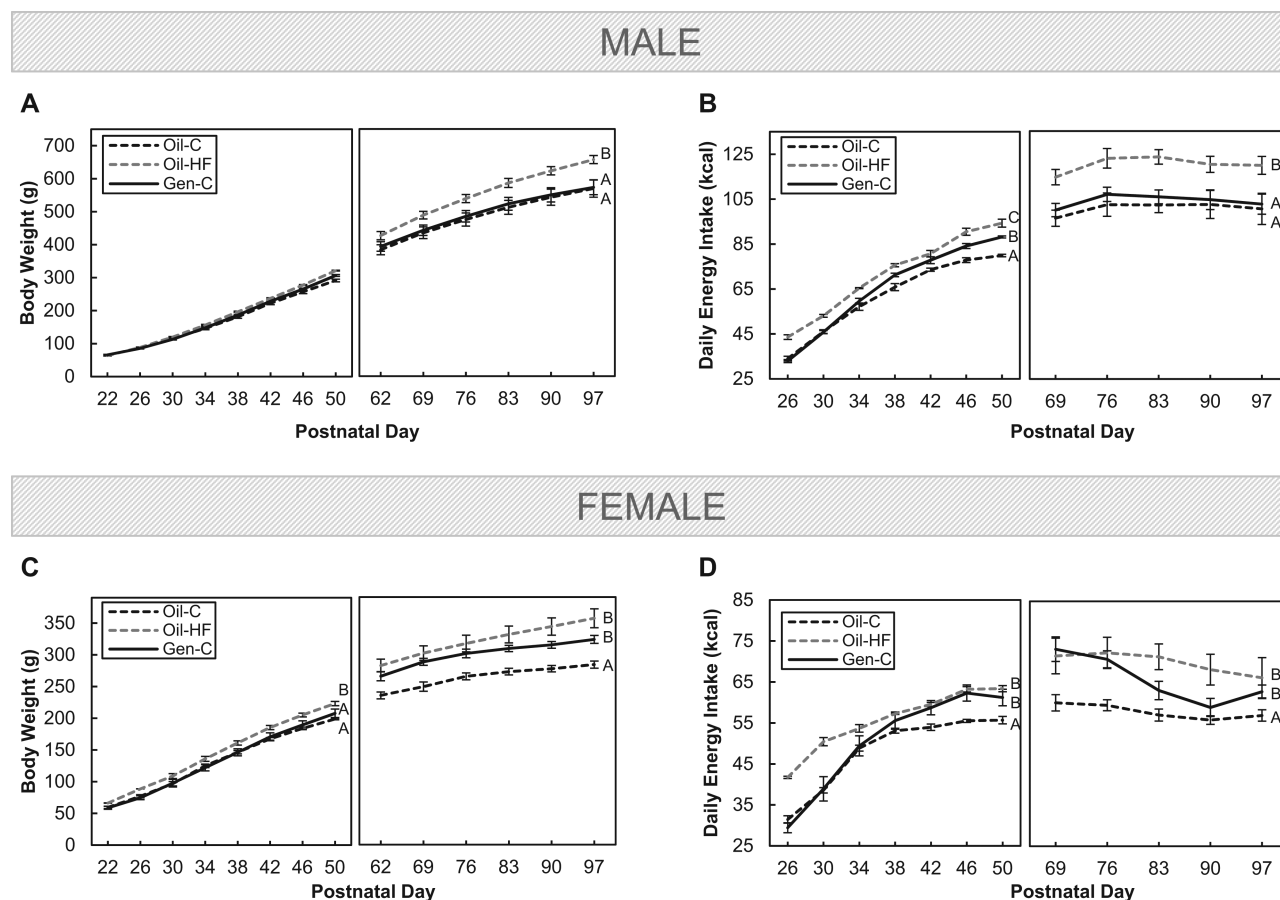 MALE
A
Body Weight (g)
700
600
500
400
300
200
100
0
Oil-C
Oil-HF
Gen-C
B
A
A
22 26 30 34 38 42 46 50 62 69 76 83 90 97
Postnatal Day
B
Daily Energy Intake (kcal)
125
105
85
65
45
25
Oil-C
Oil-HF
Gen-C
C
B
A
B
A
A
26 30 34 38 42 46 50 69 76 83 90 97
Postnatal Day
FEMALE
C
Body Weight (g)
350
300
250
200
150
100
50
0
Oil-C
Oil-HF
Gen-C
B
A
A
B
B
A
22 26 30 34 38 42 46 50 62 69 76 83 90 97
Postnatal Day
D
Daily Energy Intake (kcal)
85
75
65
55
45
35
25
Oil-C
Oil-HF
Gen-C
B
B
A
B
B
A
26 30 34 38 42 46 50 69 76 83 90 97
Postnatal Day